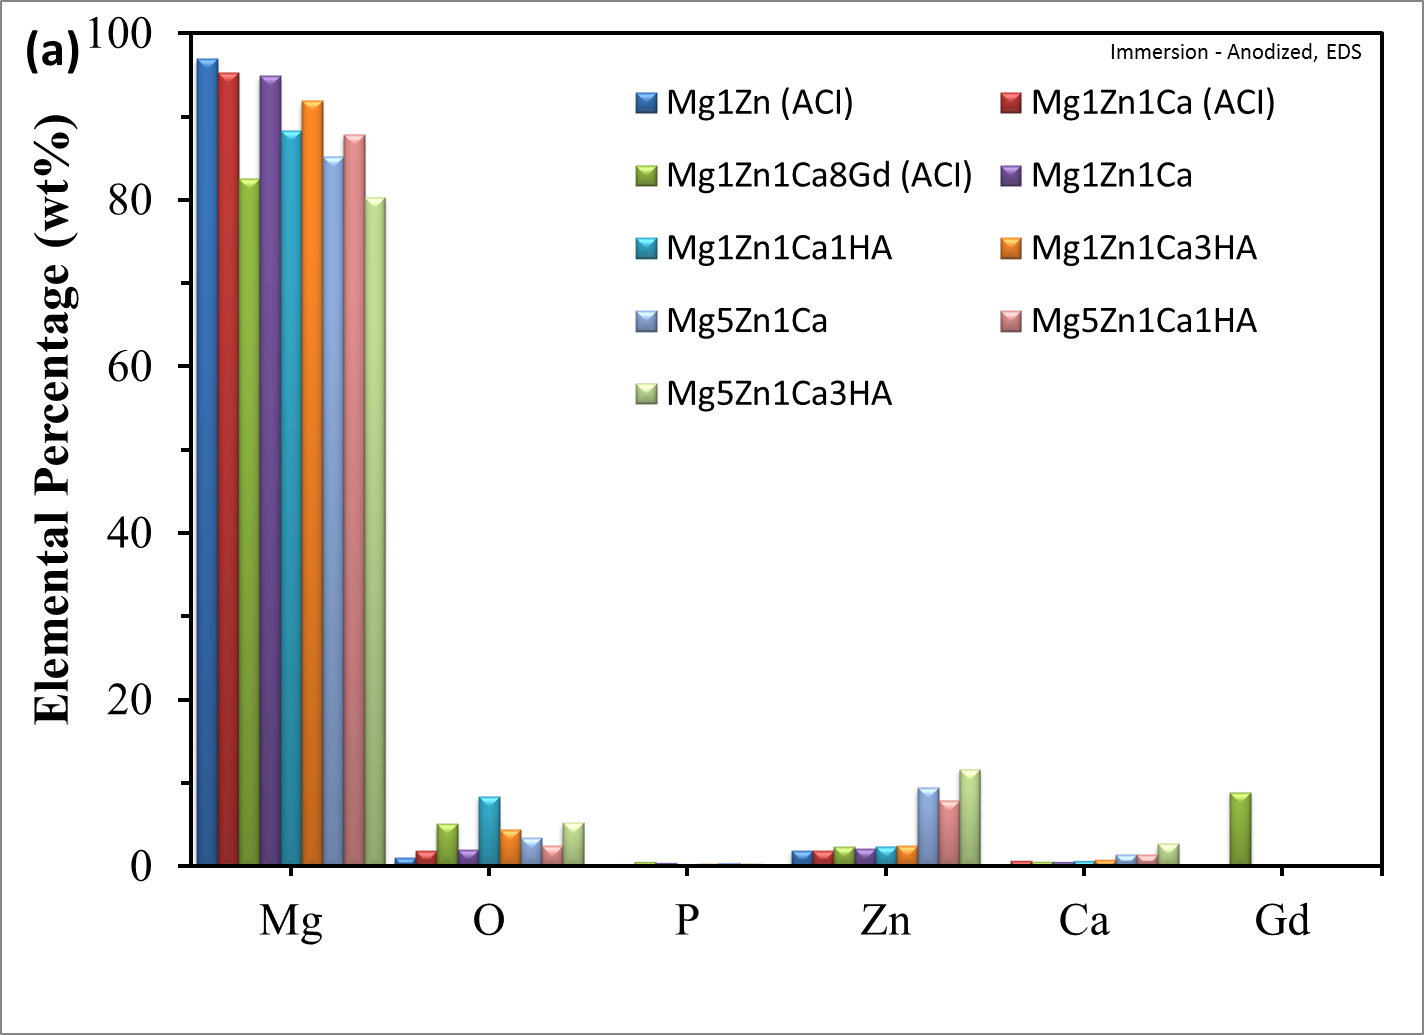 (a)
Immersion - Anodized, EDS
Elemental Percentage (wt%)
100
80
60
40
20
0
Mg1Zn (ACI)
Mg1Zn1Ca (ACI)
Mg1Zn1Ca8Gd (ACI)
Mg1Zn1Ca
Mg1Zn1Ca1HA
Mg1Zn1Ca3HA
Mg5Zn1Ca
Mg5Zn1Ca1HA
Mg5Zn1Ca3HA
Mg
O
P
Zn
Ca
Gd